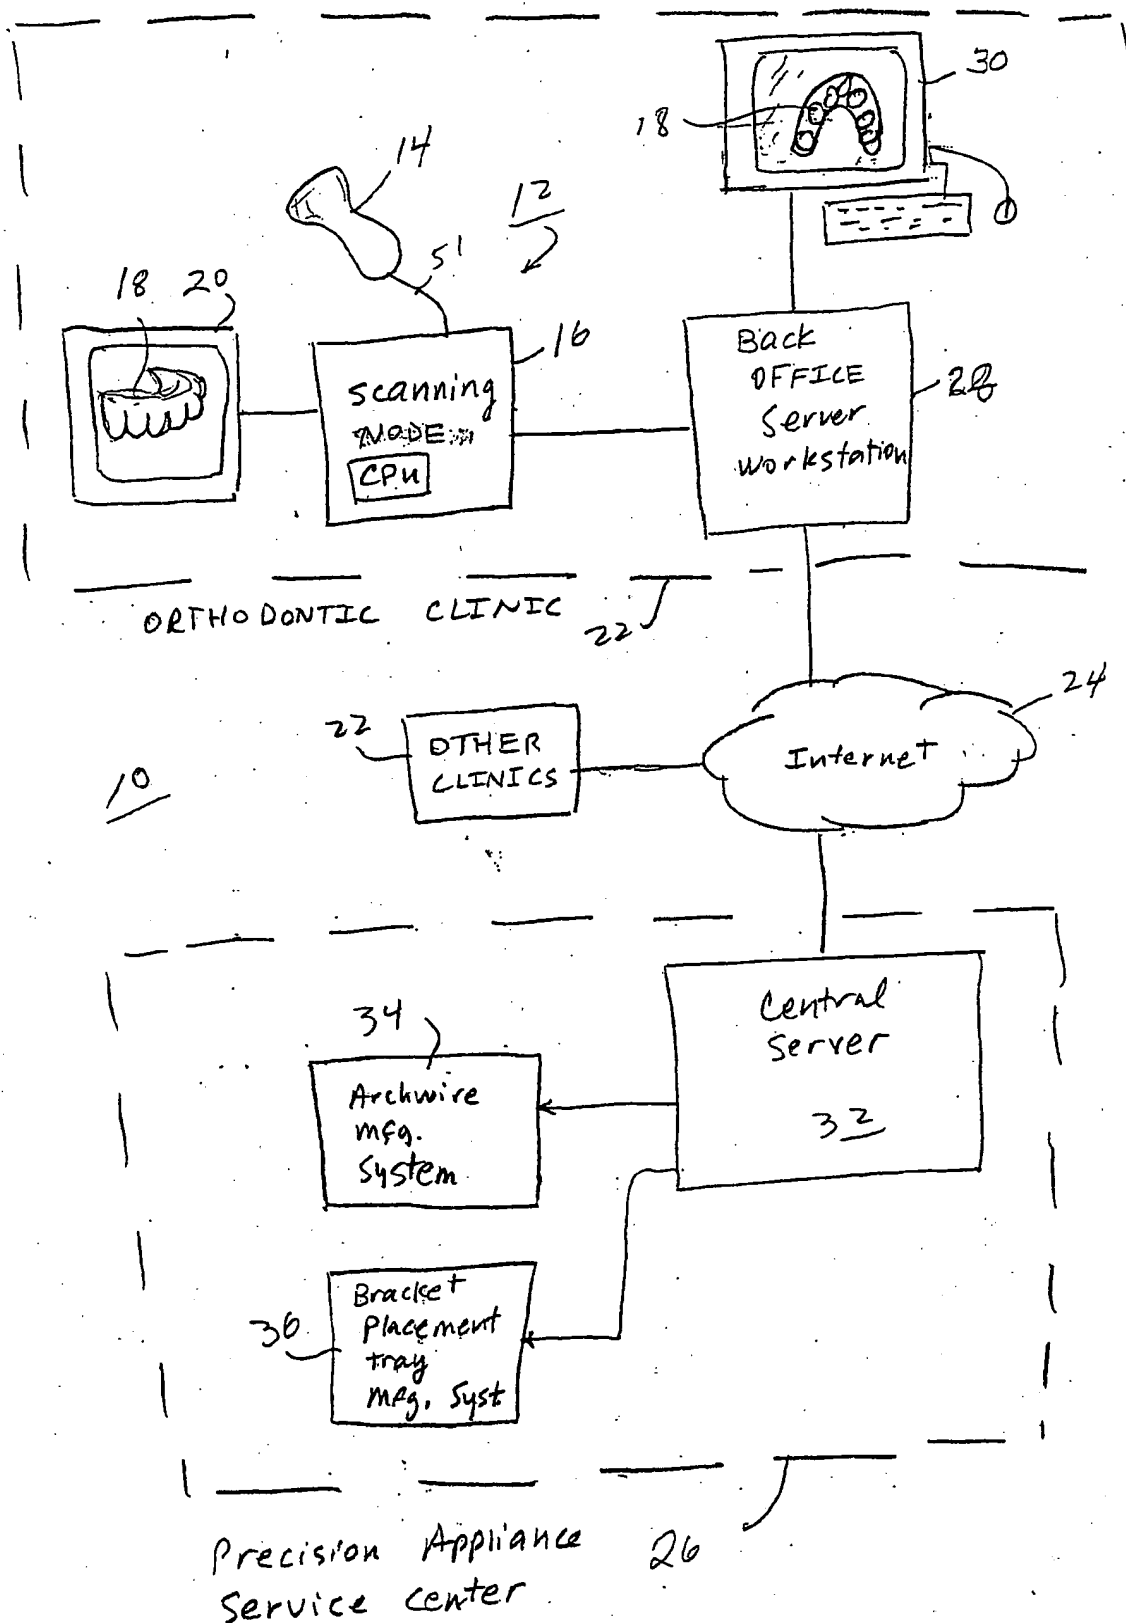 30
18
14
12
51
18
20
16
Scanning
NODE
CPU
Back
OFFICE
Server
Workstation
28
ORTHODONTIC CLINIC
22
24
Internet
22
OTHER
CLINICS
10
Central
Server
32
34
Archwire
mfg.
System
36
Bracket
Placement
tray
mfg. Syst
Precision Appliance
Service center
26